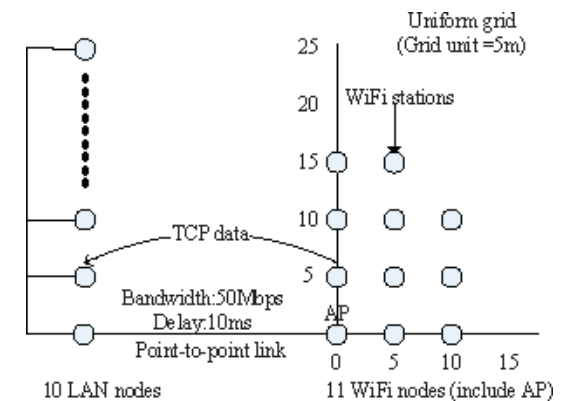 Uniform grid
(Grid unit =5m)
25
20
WiFi stations
15
10
TCP data
5
Bandwidth:50Mbps
Delay:10ms
AP
Point-to-point link
0 5 10 15
10 LAN nodes
11 WiFi nodes (include AP)